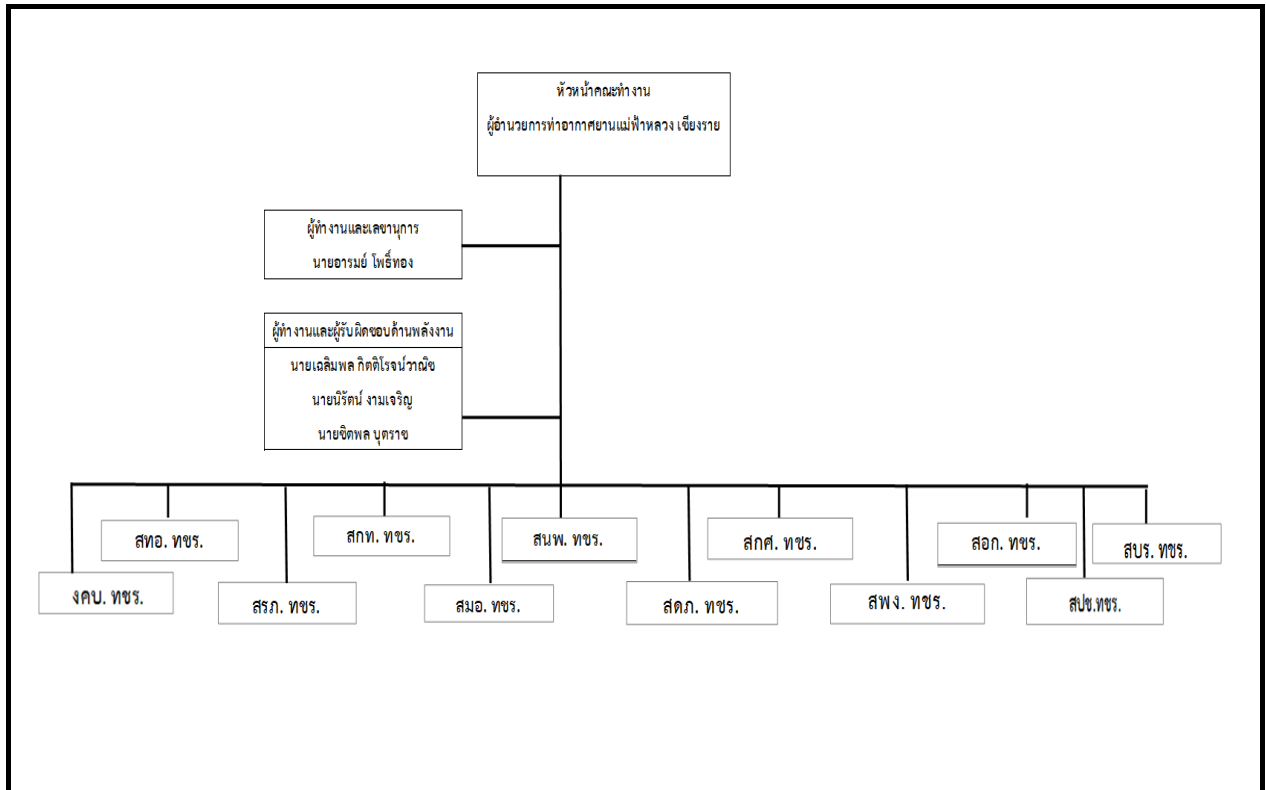 หัวหน้าคณะทำงาน
ผู้อำนวยการท่าอากาศยานแม่ฟ้าหลวง เชียงราย
ผู้ทำงานและเลขานุการ
นายอารมย์ โพธิ์ทอง
ผู้ทำงานและผู้รับผิดชอบด้านพลังงาน
นายเฉลิมพล กิตติโรจน์วาณิช
นายนิรัตน์ งามเจริญ
นายชิตพล บุตราช
สทอ. ทชร.
สกท. ทชร.
สนพ. ทชร.
สกศ. ทชร.
สอก. ทชร.
สบร. ทชร.
งคบ. ทชร.
สรภ. ทชร.
สมอ. ทชร.
สดภ. ทชร.
สพง. ทชร.
สปข.ทชร.